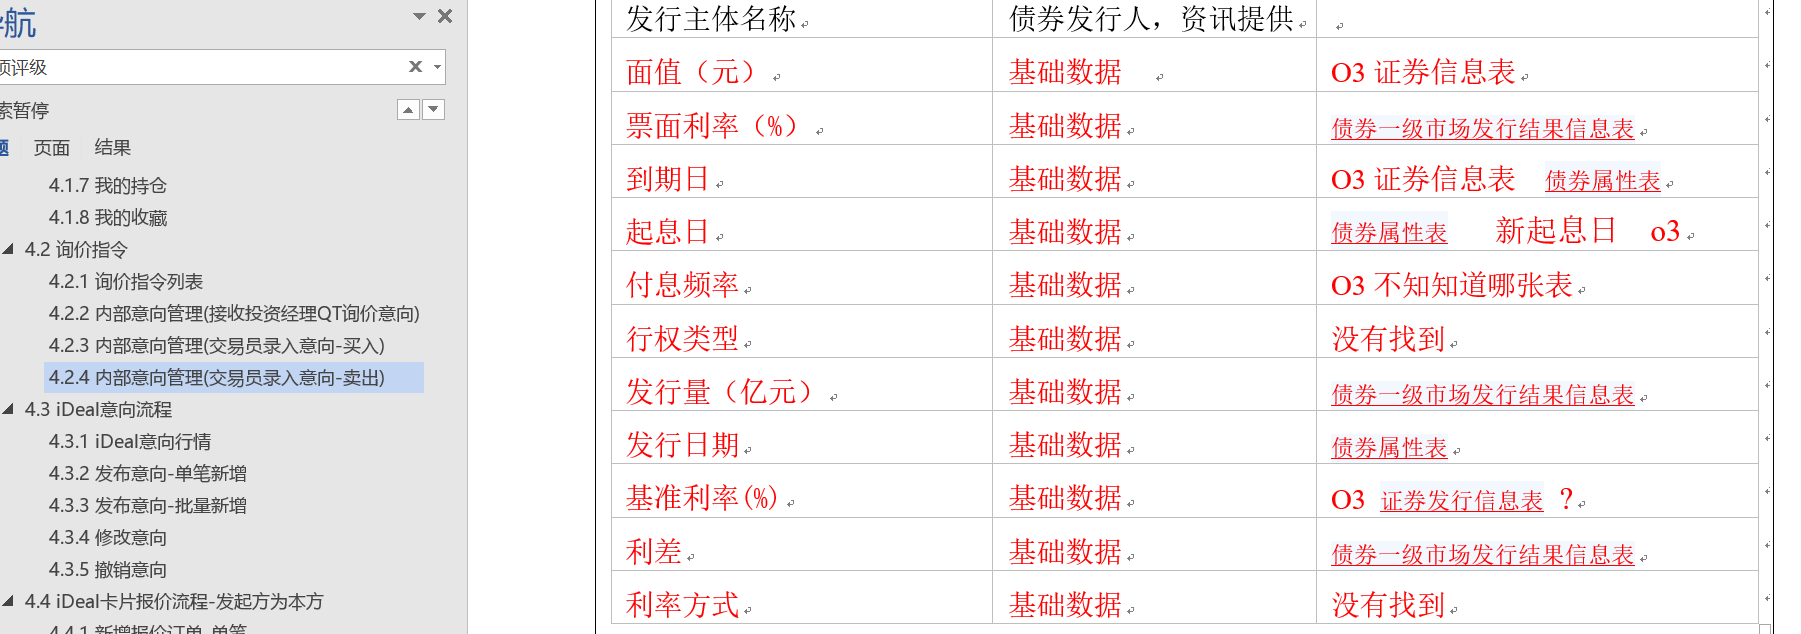 航
项评级
索暂停
题 页面 结果
4.1.7 我的持仓
4.1.8 我的收藏
4.2 询价指令
4.2.1 询价指令列表
4.2.2 内部意向管理(接收投资经理QT询价意向)
4.2.3 内部意向管理(交易员录入意向-买入)
4.2.4 内部意向管理(交易员录入意向-卖出)
4.3 iDeal意向流程
4.3.1 iDeal意向行情
4.3.2 发布意向-单笔新增
4.3.3 发布意向-批量新增
4.3.4 修改意向
4.3.5 撤销意向
4.4 iDeal卡片报价流程-发起方为本方
4.4.1 新增报价订单-单笔
发行主体名称 债券发行人，资讯提供
面值（元） 基础数据 O3 证券信息表
票面利率（%） 基础数据 债券一级市场发行结果信息表
到期日 基础数据 O3 证券信息表 债券属性表
起息日 基础数据 债券属性表 新起息日 o3
付息频率 基础数据 O3 不知知道哪张表
行权类型 基础数据 没有找到
发行量（亿元） 基础数据 债券一级市场发行结果信息表
发行日期 基础数据 债券属性表
基准利率(%) 基础数据 O3 证券发行信息表 ？
利差 基础数据 债券一级市场发行结果信息表
利率方式 基础数据 没有找到